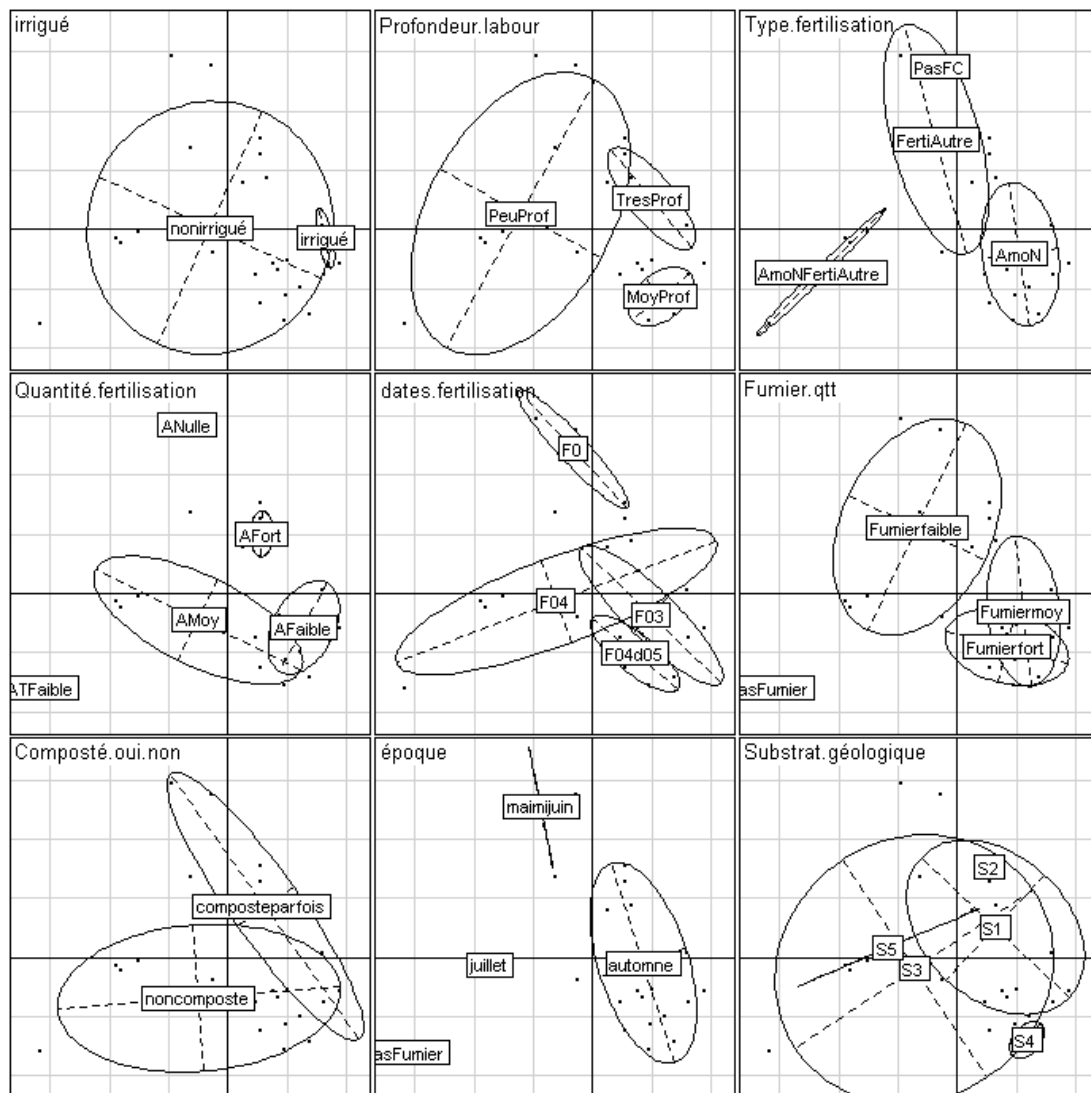 irrigué
nonirrigué
irrigué
Profondeur.labour
TresProf
PeuProf
MoyProf
Type.fertilisation
PasFC
FertiAutre
AmoN
AmoNFertiAutre
Quantité.fertilisation
ANulle
AFort
AMoy
AFaible
ATFaible
dates.fertilisation
F0
F04
F03
F04d05
Fumier.qtt
Fumierfaible
Fumiermoy
Fumierfort
asFumier
Composté.oui.non
composteparfois
noncomposte
époque
maimijuin
juillet
automne
asFumier
Substrat.géologique
S2
S1
S5
S3
S4